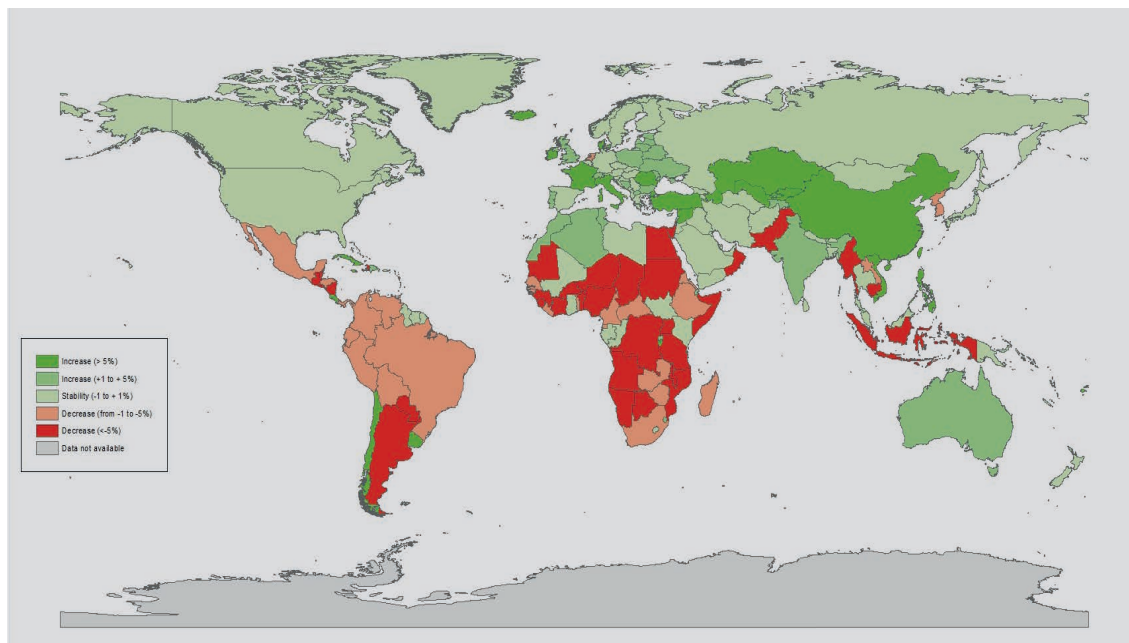 Increase (> 5%)
Increase (+1 to + 5%)
Stability (-1 to + 1%)
Decrease (from -1 to -5%)
Decrease (<-5%)
Data not available